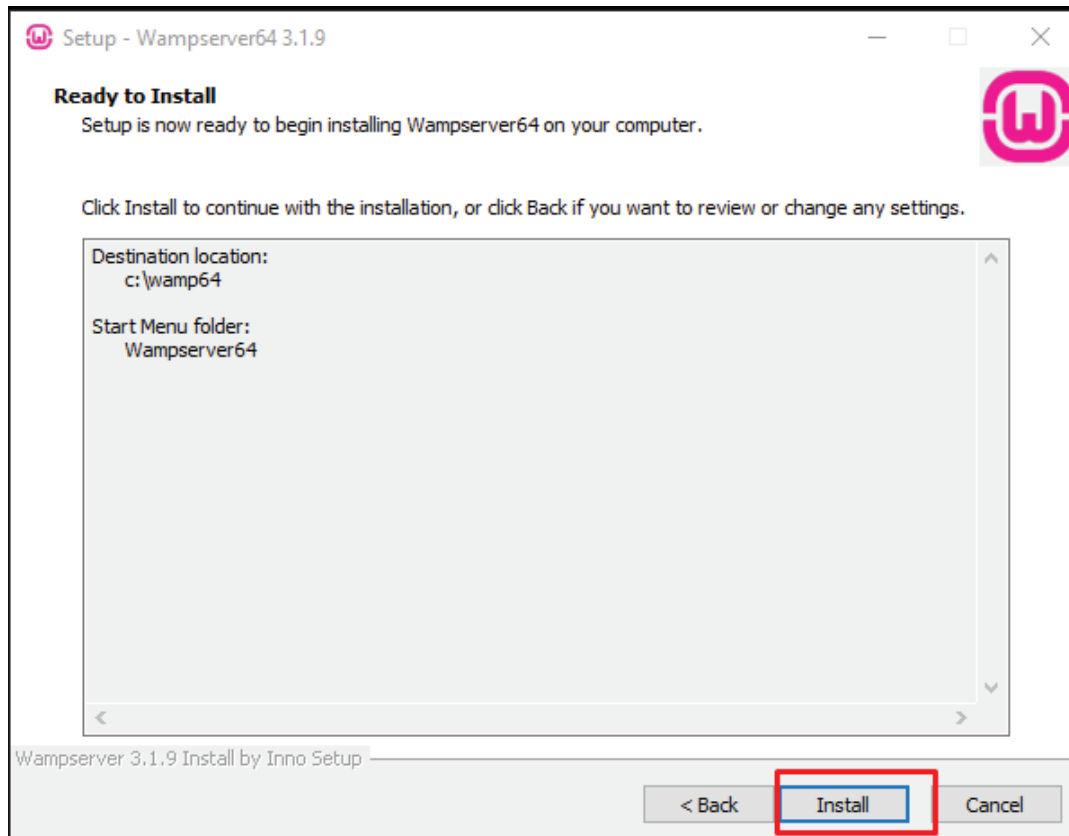 Setup - Wampserver64 3.1.9
Ready to Install
Setup is now ready to begin installing Wampserver64 on your computer.
Click Install to continue with the installation, or click Back if you want to review or change any settings.
Destination location:
c:\wamp64
Start Menu folder:
Wampserver64
Wampserver 3.1.9 Install by Inno Setup
< Back
Install
Cancel